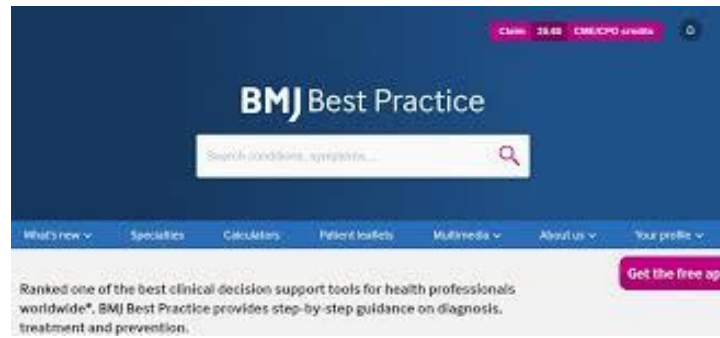 Claim CME/CPD credits
BMJ Best Practice
Search conditions, symptoms...
What's new Specialties Calculators Patient leaflets Multimedia About us Your profile
Get the free ap
Ranked one of the best clinical decision support tools for health professionals
worldwide*, BMJ Best Practice provides step-by-step guidance on diagnosis,
treatment and prevention.